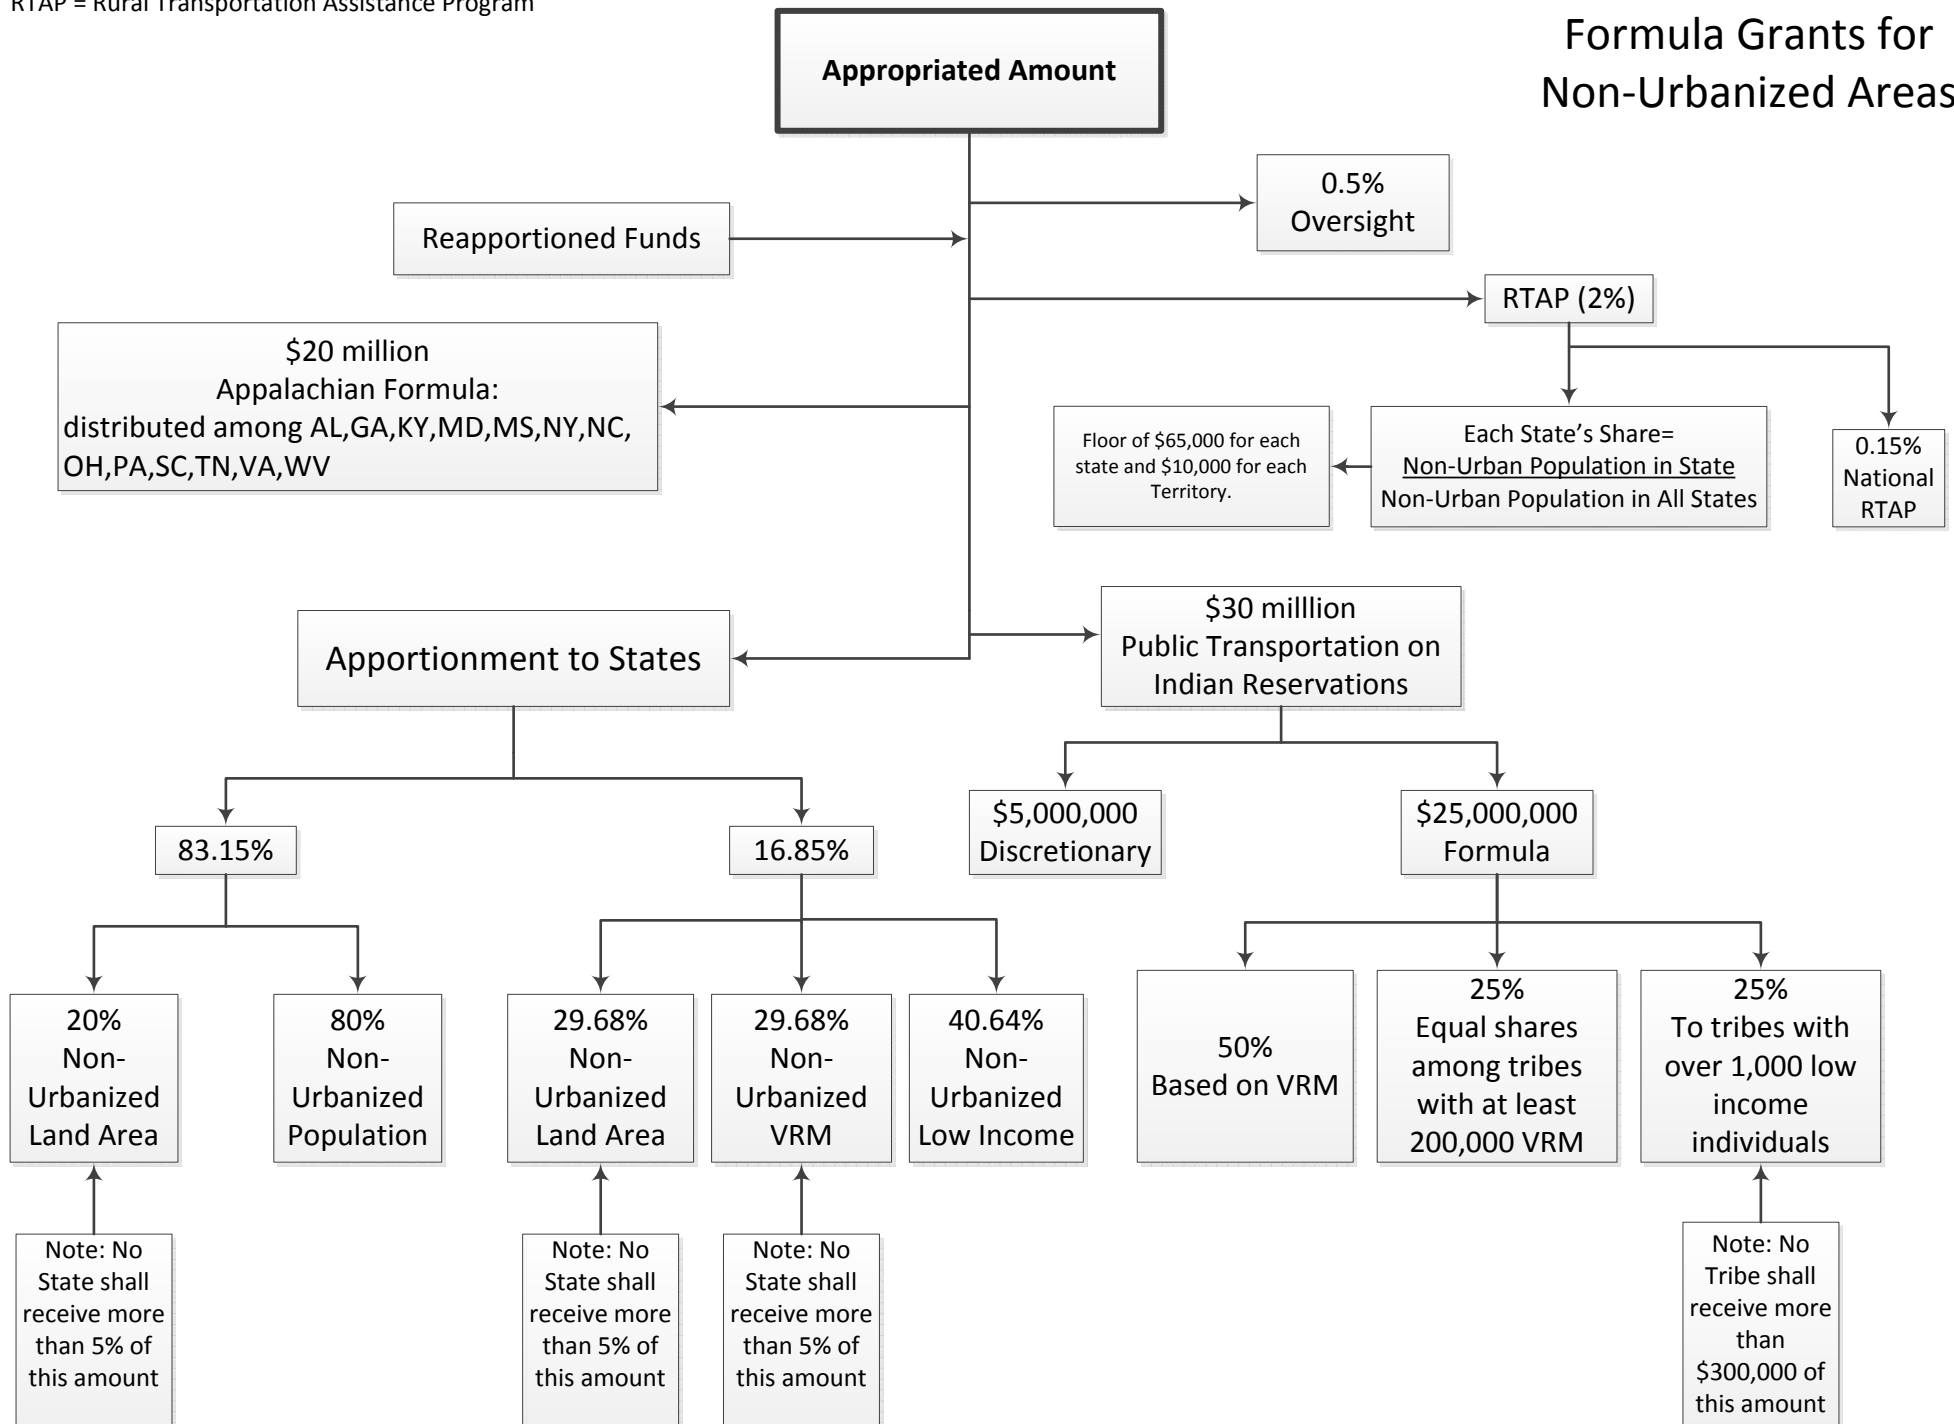 RTAP = Rural Transportation Assistance Program
Formula Grants for
Non-Urbanized Areas
Appropriated Amount
0.5%
Oversight
Reapportioned Funds
RTAP (2%)
$20 million
Appalachian Formula:
distributed among AL,GA,KY,MD,MS,NY,NC,
OH,PA,SC,TN,VA,WV
Floor of $65,000 for each
state and $10,000 for each
Territory.
Each State’s Share=
Non-Urban Population in State
Non-Urban Population in All States
0.15%
National
RTAP
Apportionment to States
$30 milllion
Public Transportation on
Indian Reservations
83.15%
16.85%
$5,000,000
Discretionary
$25,000,000
Formula
20%
Non-
Urbanized
Land Area
80%
Non-
Urbanized
Population
29.68%
Non-
Urbanized
Land Area
29.68%
Non-
Urbanized
VRM
40.64%
Non-
Urbanized
Low Income
50%
Based on VRM
25%
Equal shares
among tribes
with at least
200,000 VRM
25%
To tribes with
over 1,000 low
income
individuals
Note: No
State shall
receive more
than 5% of
this amount
Note: No
State shall
receive more
than 5% of
this amount
Note: No
State shall
receive more
than 5% of
this amount
Note: No
Tribe shall
receive more
than
$300,000 of
this amount